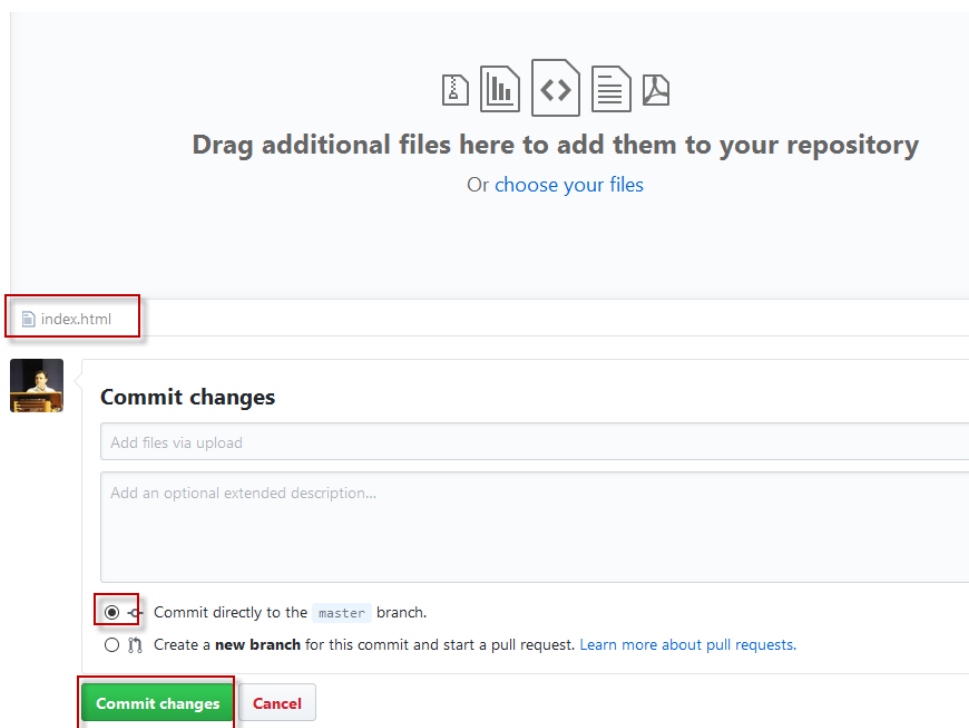 Drag additional files here to add them to your repository
Or choose your files
index.html
Commit changes
Add files via upload
Add an optional extended description...
Commit directly to the master branch.
Create a new branch for this commit and start a pull request. Learn more about pull requests.
Commit changes Cancel